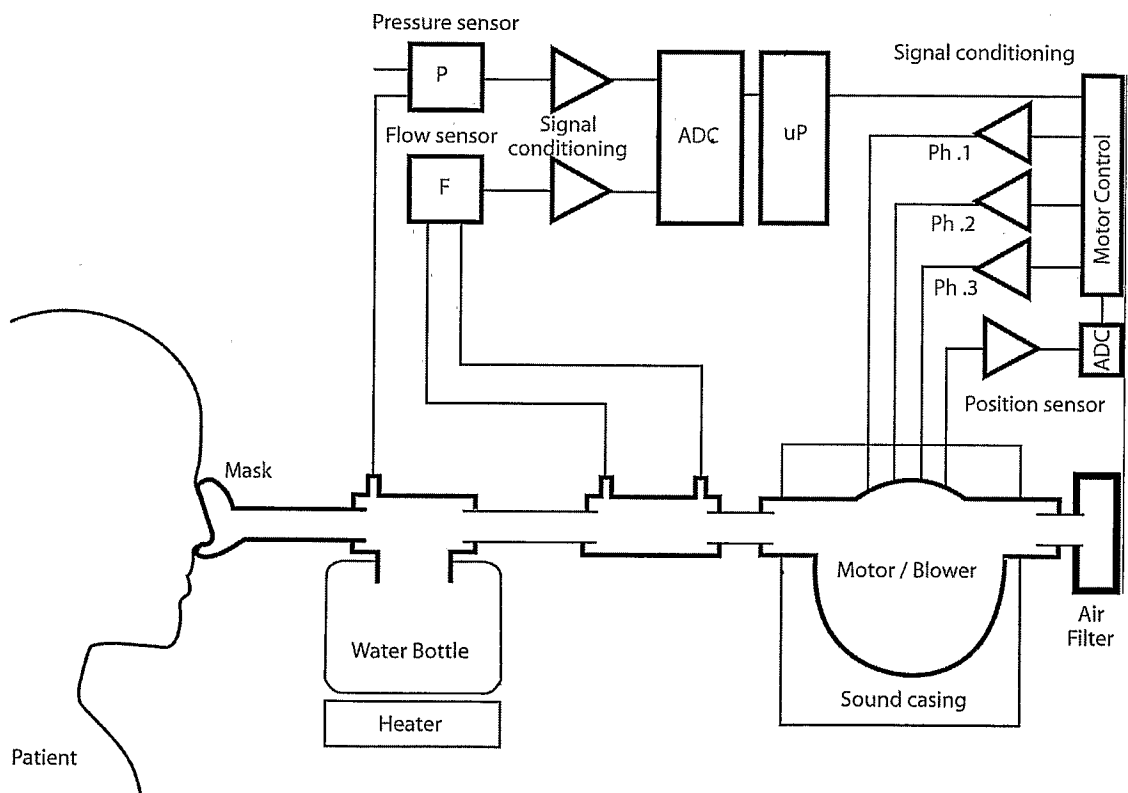 Pressure sensor
P
Signal conditioning
Flow sensor
Signal
conditioning
F
ADC
uP
Ph .1
Ph .2
Ph .3
Motor Control
ADC
Position sensor
Mask
Motor / Blower
Air
Filter
Water Bottle
Sound casing
Heater
Patient